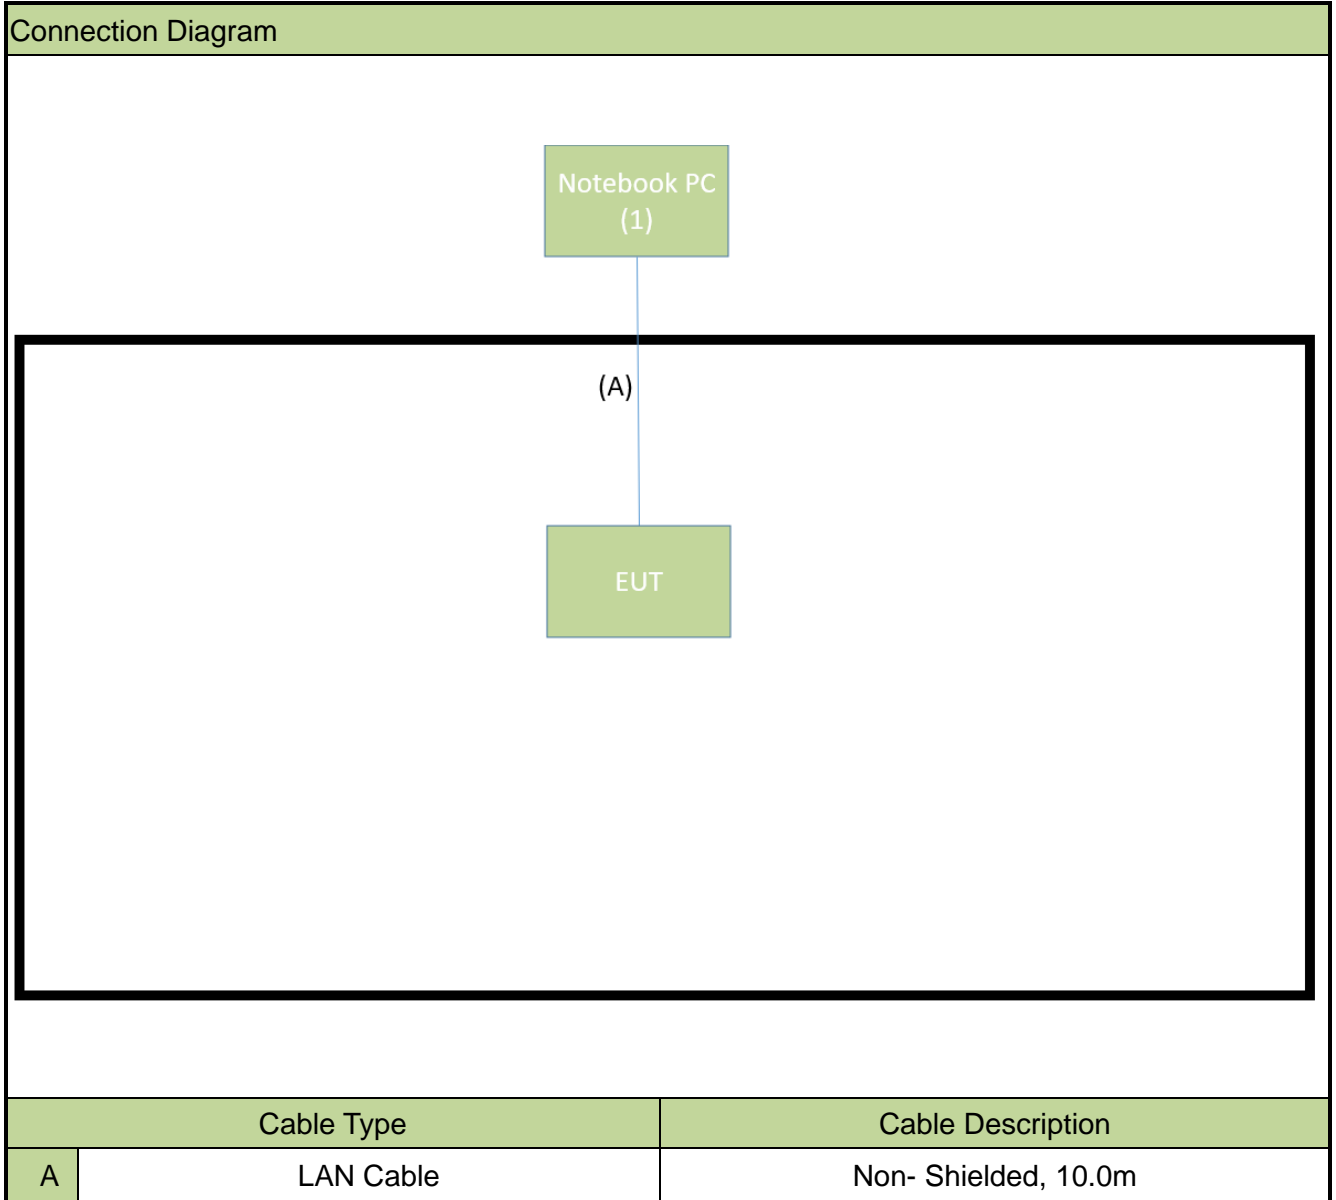 Connection Diagram
Notebook PC
(1)
(A)
EUT
Cable Type Cable Description
A LAN Cable Non- Shielded, 10.0m